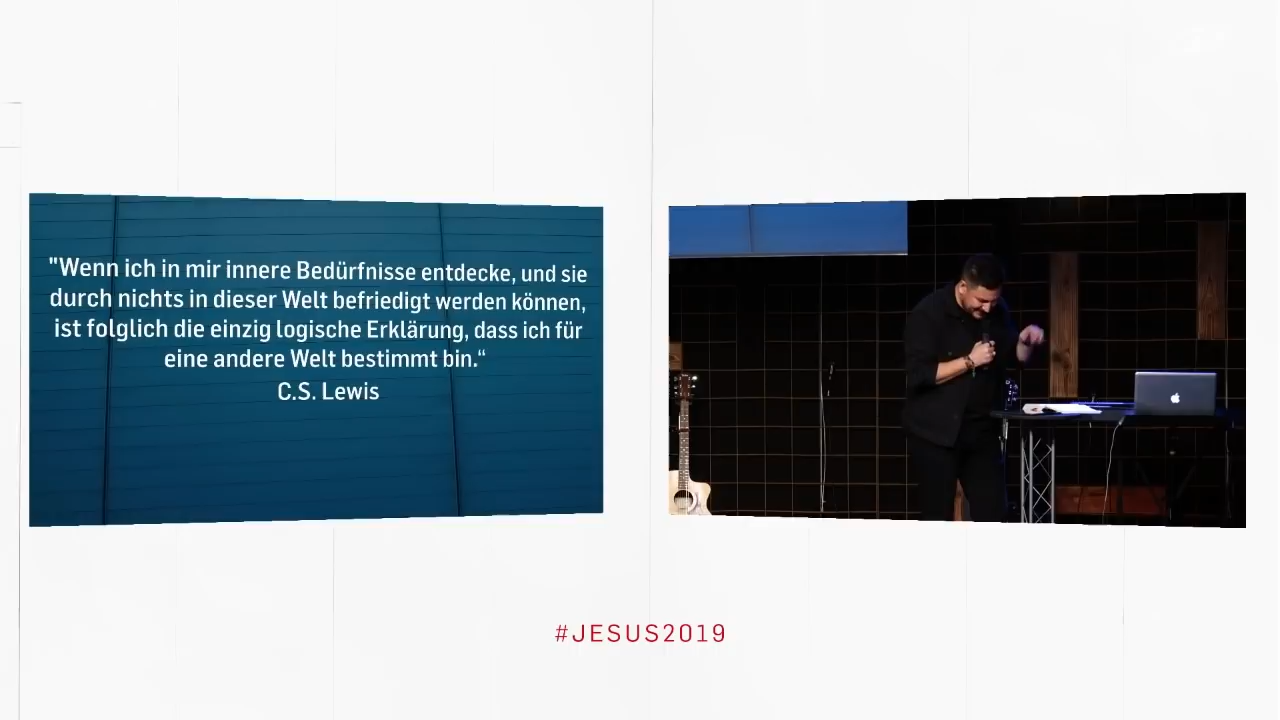 "Wenn ich in mir innere Bedürfnisse entdecke, und sie
durch nichts in dieser Welt befriedigt werden können,
ist folglich die einzig logische Erklärung, dass ich für
eine andere Welt bestimmt bin.“
C.S. Lewis
#JESUS2019